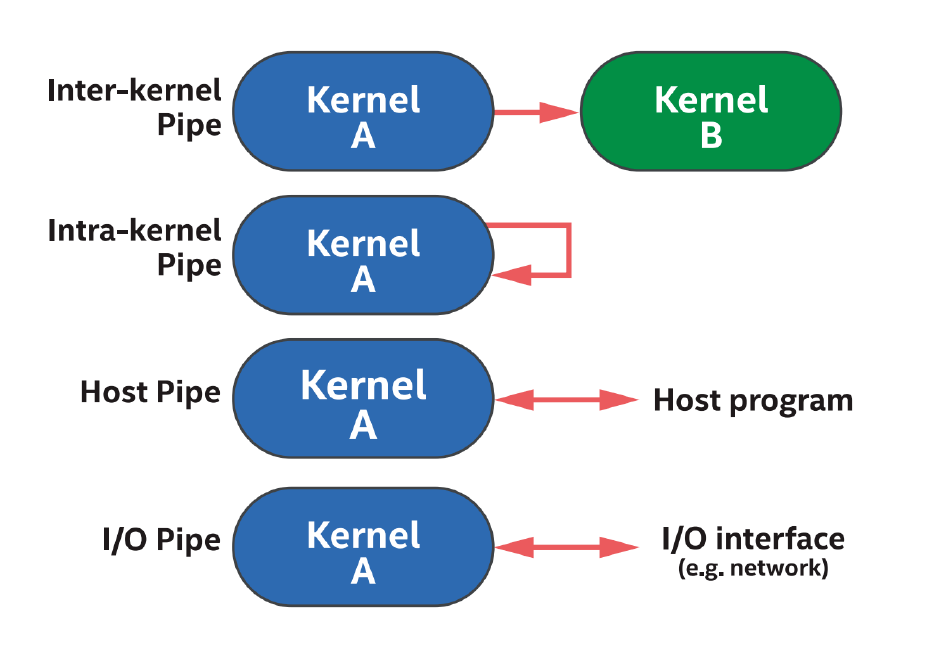 Inter-kernel
Pipe
Kernel
A
Kernel
B
Intra-kernel
Pipe
Kernel
A
Host Pipe
Kernel
A
Host program
I/O Pipe
Kernel
A
I/O interface
(e.g. network)